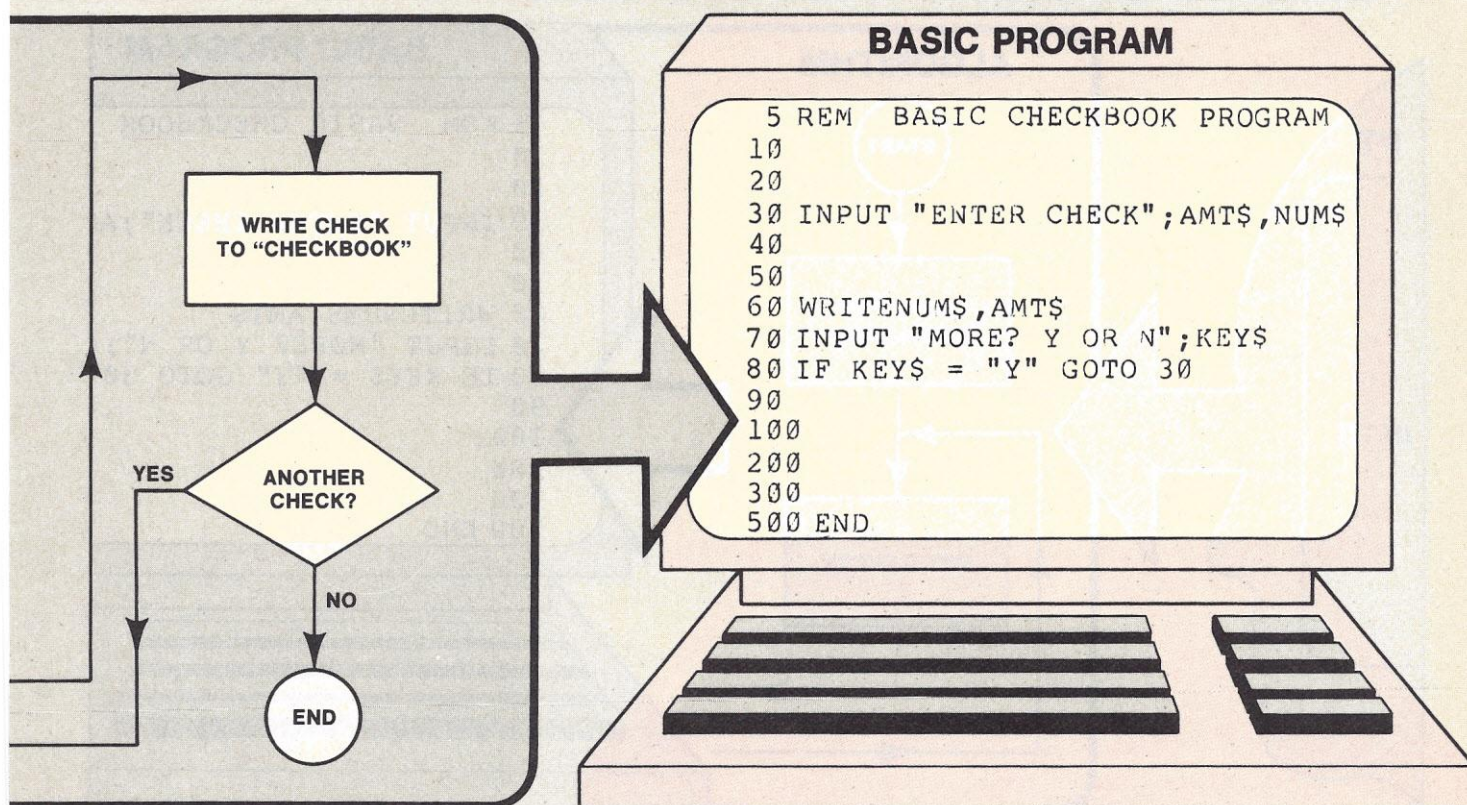 WRITE CHECK
TO “CHECKBOOK”
ANOTHER
CHECK?
YES
NO
END
BASIC PROGRAM
5 REM BASIC CHECKBOOK PROGRAM
10
20
30 INPUT "ENTER CHECK";AMT$,NUM$
40
50
60 WRITENUM$,AMT$
70 INPUT "MORE? Y OR N";KEY$
80 IF KEY$ = "Y" GOTO 30
90
100
200
300
500 END